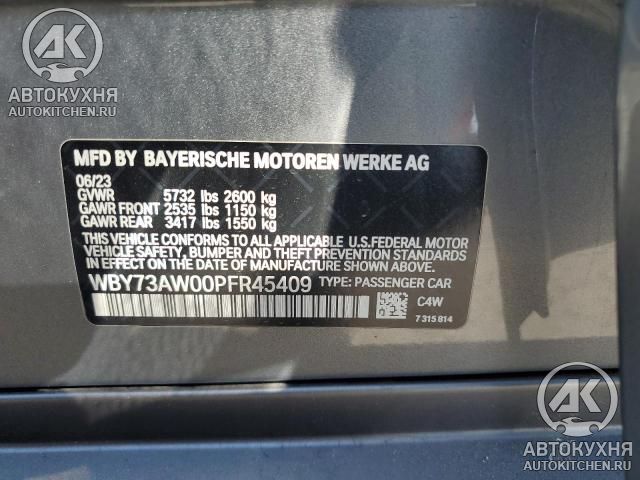 AK
АВТОКУХНЯ
AUTOKITCHEN.RU
MFD BY BAYERISCHE MOTOREN WERKE AG
06/23
GVWR 5732 lbs 2600 kg
GAWR FRONT 2535 lbs 1150 kg
GAWR REAR 3417 lbs 1550 kg
THIS VEHICLE CONFORMS TO ALL APPLICABLE U.S.FEDERAL MOTOR
VEHICLE SAFETY, BUMPER AND THEFT PREVENTION STANDARDS
IN EFFECT ON THE DATE OF MANUFACTURE SHOWN ABOVE.
WBY73AW00PFR45409 TYPE: PASSENGER CAR
C4W
7 315 814
AK
АВТОКУХНЯ
AUTOKITCHEN.RU